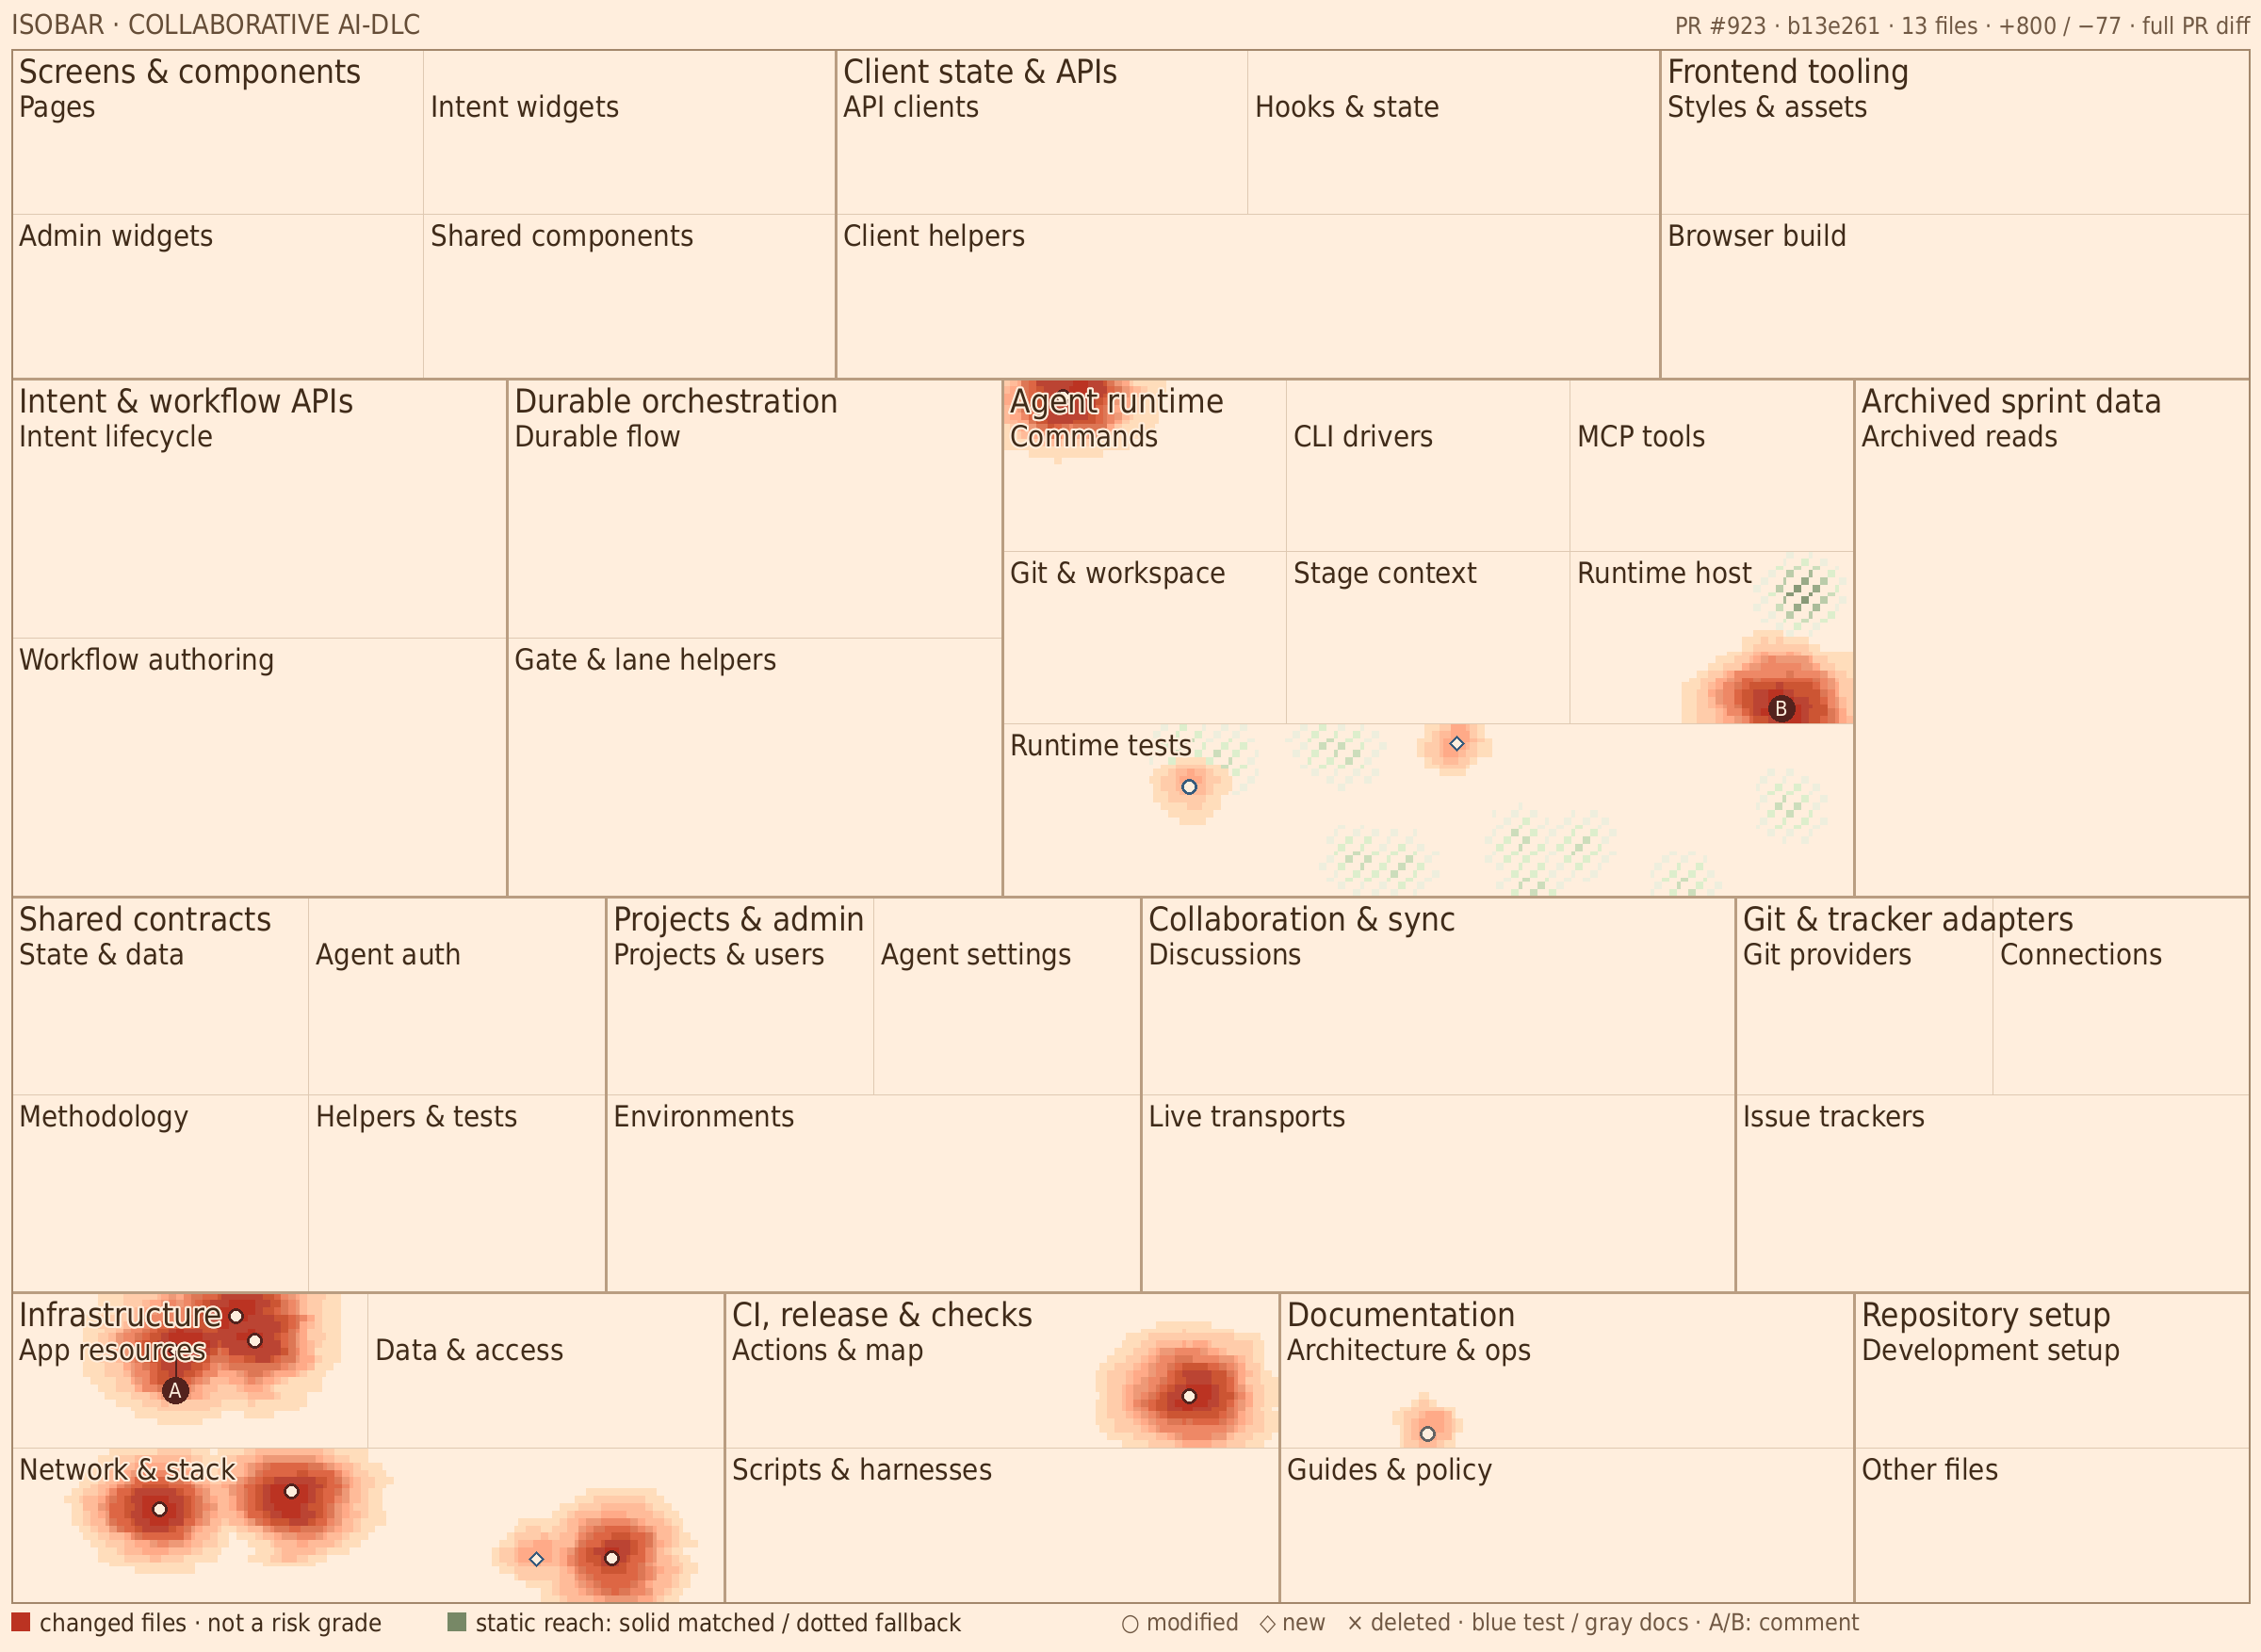 ISOBAR · COLLABORATIVE AI-DLC
PR #923 · b13e261 · 13 files · +800 / −77 · full PR diff
Screens & components
Pages
Intent widgets
Admin widgets
Shared components
Client state & APIs
API clients
Hooks & state
Client helpers
Frontend tooling
Styles & assets
Browser build
Intent & workflow APIs
Intent lifecycle
Workflow authoring
Durable orchestration
Durable flow
Gate & lane helpers
Agent runtime
Commands
CLI drivers
MCP tools
Git & workspace
Stage context
Runtime host
B
Runtime tests
Archived sprint data
Archived reads
Shared contracts
State & data
Agent auth
Methodology
Helpers & tests
Projects & admin
Projects & users
Agent settings
Environments
Collaboration & sync
Discussions
Live transports
Git & tracker adapters
Git providers
Connections
Issue trackers
Infrastructure
App resources
A
Data & access
Network & stack
CI, release & checks
Actions & map
Scripts & harnesses
Documentation
Architecture & ops
Guides & policy
Repository setup
Development setup
Other files
changed files · not a risk grade
static reach: solid matched / dotted fallback
○ modified ◇ new × deleted · blue test / gray docs · A/B: comment